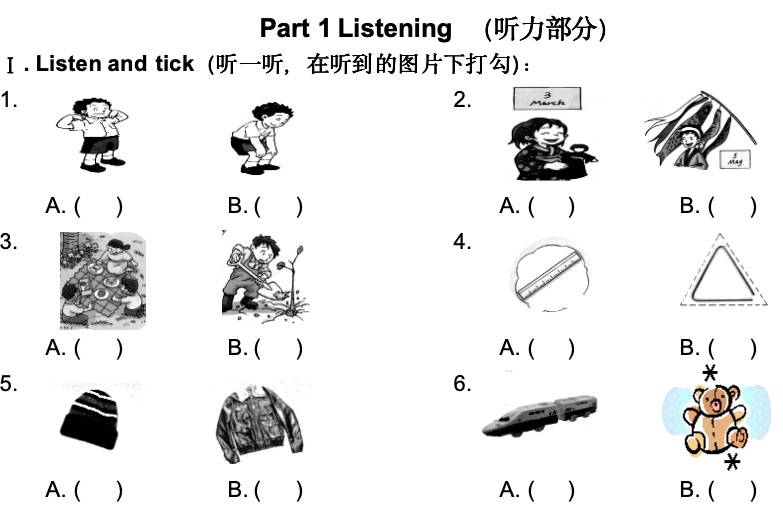 Part 1 Listening (听力部分)
Ⅰ. Listen and tick (听一听，在听到的图片下打勾)：
1. 2.
3
March
5
May
A. ( ) B. ( ) A. ( ) B. ( )
3. 4.
A. ( ) B. ( ) A. ( ) B. ( )
5. 6.
A. ( ) B. ( ) A. ( ) B. ( )